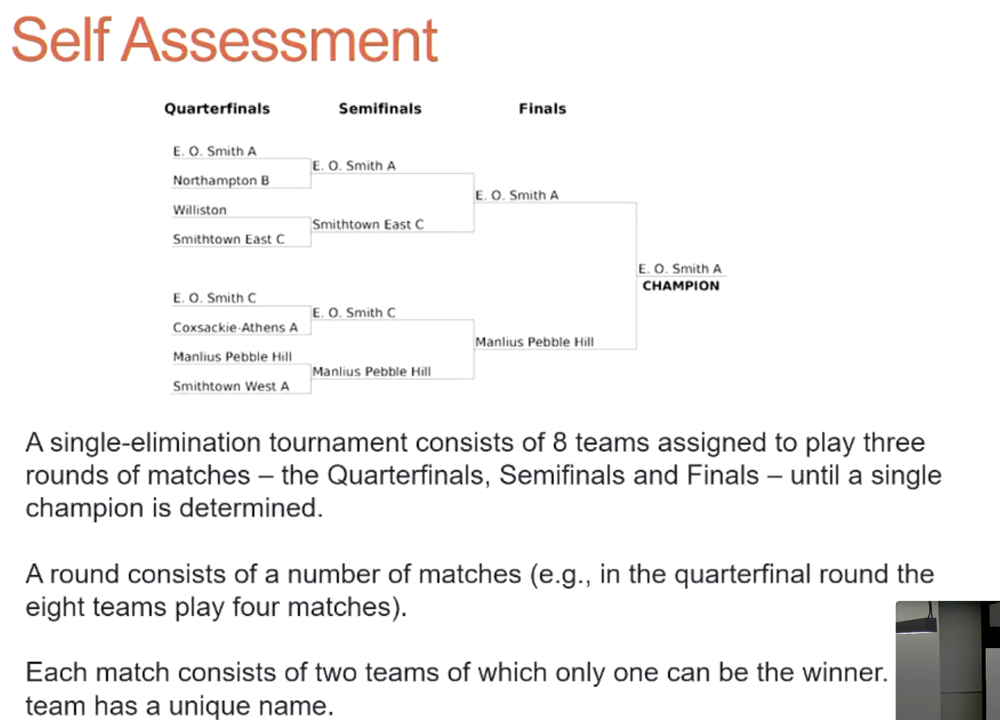 Self Assessment
Quarterfinals Semifinals Finals
E. O. Smith A
E. O. Smith A
Northampton B
E. O. Smith A
Williston
Smithtown East C
Smithtown East C
E. O. Smith A
CHAMPION
E. O. Smith C
E. O. Smith C
Coxsackie-Athens A
Manlius Pebble Hill
Manlius Pebble Hill
Manlius Pebble Hill
Smithtown West A
A single-elimination tournament consists of 8 teams assigned to play three
rounds of matches – the Quarterfinals, Semifinals and Finals – until a single
champion is determined.
A round consists of a number of matches (e.g., in the quarterfinal round the
eight teams play four matches).
Each match consists of two teams of which only one can be the winner.
team has a unique name.